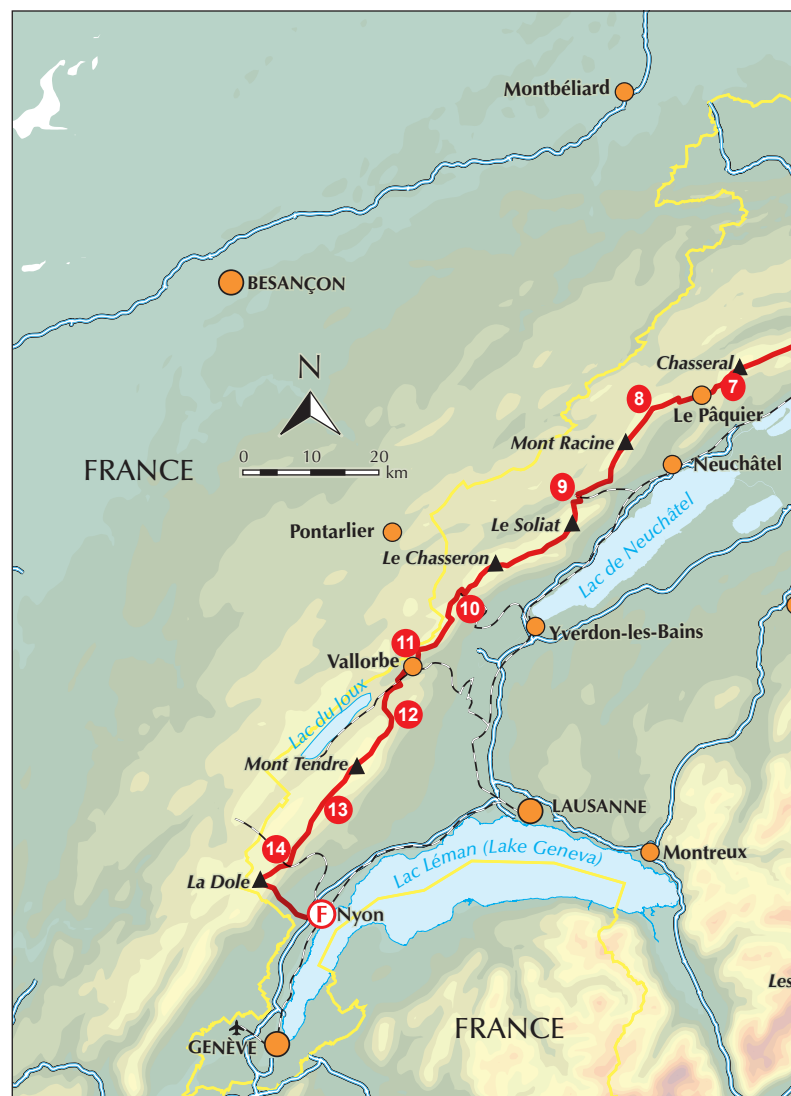 Montbéliard
BESANÇON
N
Chasseral
7
8
Le Pâquier
Mont Racine
0 10 20
km
FRANCE
Neuchâtel
9
Le Soliat
Pontarlier
Le Chasseron
Lac de Neuchâtel
10
Yverdon-les-Bains
11
Vallorbe
Lac du Joux
12
Mont Tendre
13
LAUSANNE
14
Lac Léman (Lake Geneva)
Montreux
La Dole
F
Nyon
Les
FRANCE
GENÈVE